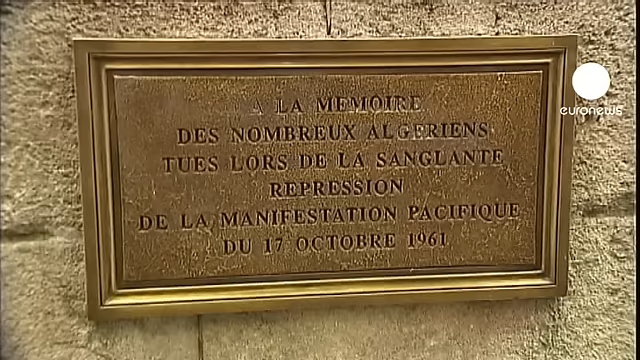 A LA MEMOIRE
DES NOMBREUX ALGERIENS
TUES LORS DE LA SANGLANTE
REPRESSION
DE LA MANIFESTATION PACIFIQUE
DU 17 OCTOBRE 1961
euronews